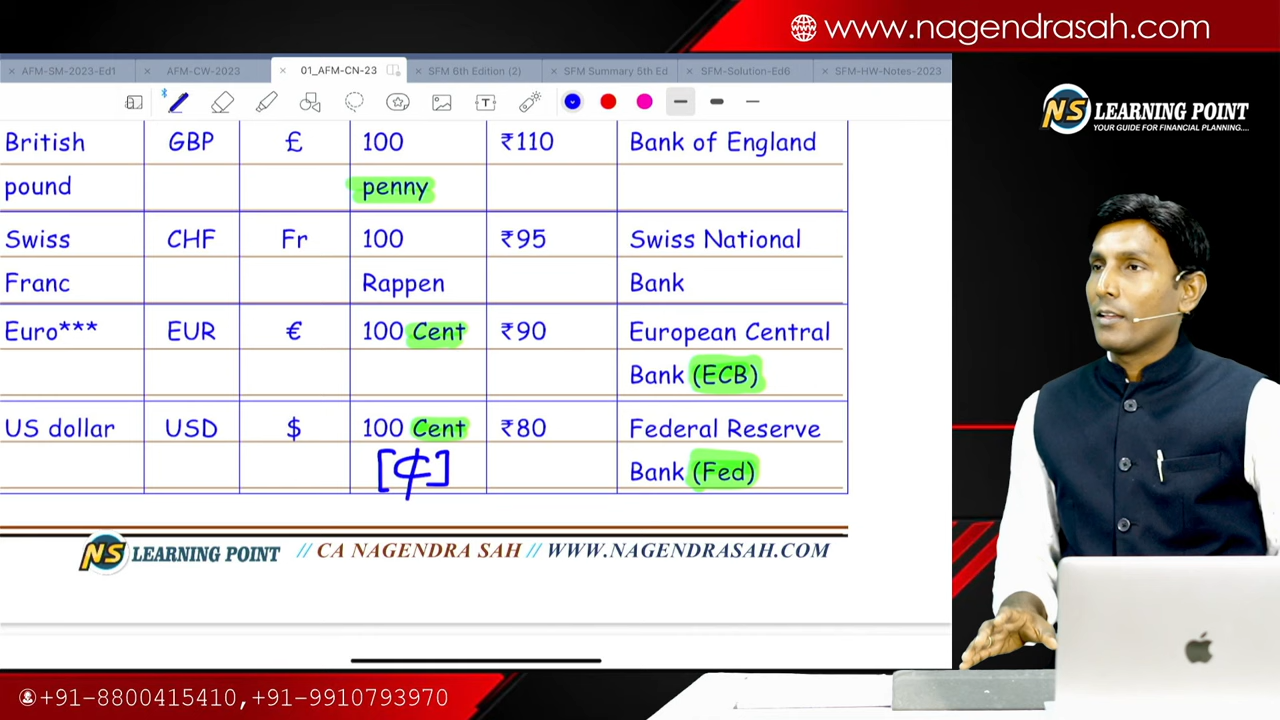 www.nagendrasah.com
AFM-SM-2023-Ed1
AFM-CW-2023
01_AFM-CN-23
SFM 6th Edition (2)
SFM Summary 5th Ed
SFM-Solution-Ed6
SFM-HW-Notes-2023
NS LEARNING POINT
YOUR GUIDE FOR FINANCIAL PLANNING....
T
British GBP £ 100 ₹110 Bank of England
pound penny
Swiss CHF Fr 100 ₹95 Swiss National
Franc Rappen Bank
Euro*** EUR € 100 Cent ₹90 European Central
Bank (ECB)
US dollar USD $ 100 Cent ₹80 Federal Reserve
[¢] Bank (Fed)
NS LEARNING POINT // CA NAGENDRA SAH // WWW.NAGENDRASAH.COM
+91-8800415410,+91-9910793970